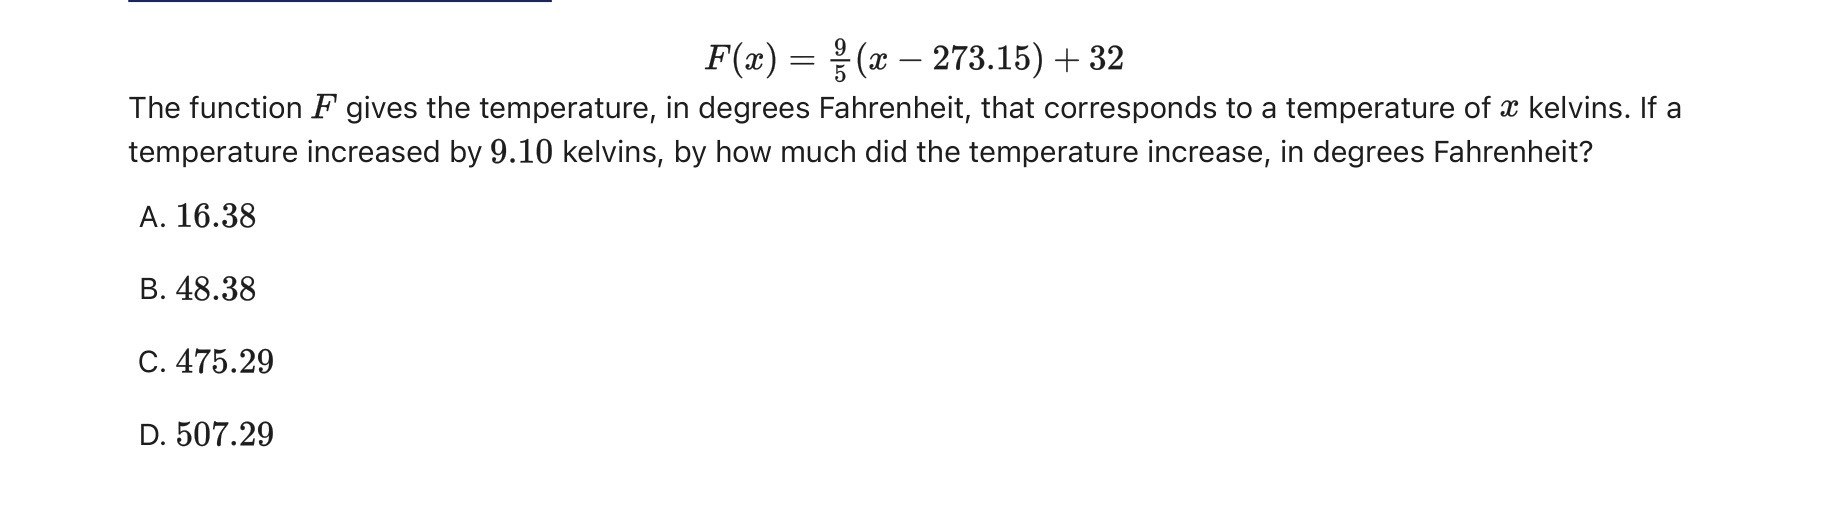 F(x) = 9/5 (x − 273.15) + 32
The function F gives the temperature, in degrees Fahrenheit, that corresponds to a temperature of x kelvins. If a
temperature increased by 9.10 kelvins, by how much did the temperature increase, in degrees Fahrenheit?
A. 16.38
B. 48.38
C. 475.29
D. 507.29